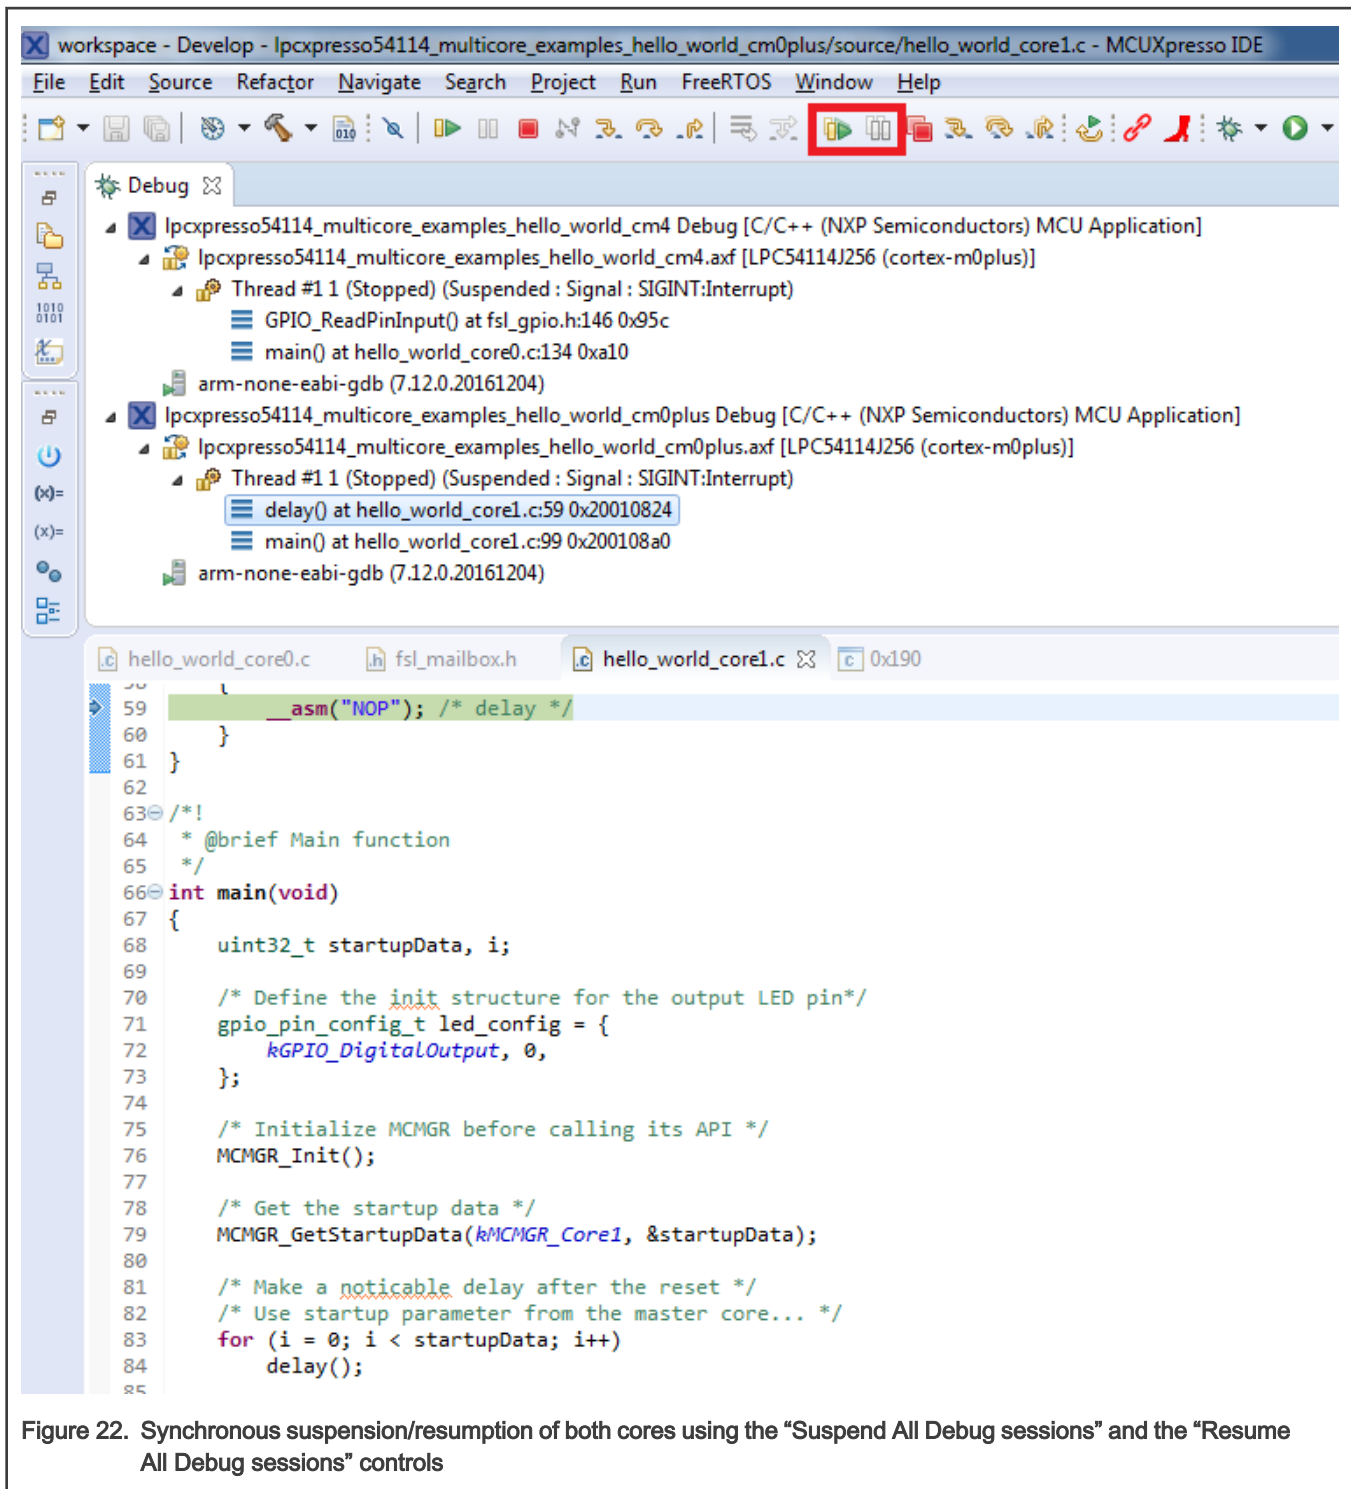 workspace - Develop - lpcxpresso54114_multicore_examples_hello_world_cm0plus/source/hello_world_core1.c - MCUXpresso IDE
File Edit Source Refactor Navigate Search Project Run FreeRTOS Window Help
010
Debug
lpcxpresso54114_multicore_examples_hello_world_cm4 Debug [C/C++ (NXP Semiconductors) MCU Application]
lpcxpresso54114_multicore_examples_hello_world_cm4.axf [LPC54114J256 (cortex-m0plus)]
Thread #1 1 (Stopped) (Suspended : Signal : SIGINT:Interrupt)
GPIO_ReadPinInput() at fsl_gpio.h:146 0x95c
main() at hello_world_core0.c:134 0xa10
arm-none-eabi-gdb (7.12.0.20161204)
lpcxpresso54114_multicore_examples_hello_world_cm0plus Debug [C/C++ (NXP Semiconductors) MCU Application]
lpcxpresso54114_multicore_examples_hello_world_cm0plus.axf [LPC54114J256 (cortex-m0plus)]
Thread #1 1 (Stopped) (Suspended : Signal : SIGINT:Interrupt)
delay() at hello_world_core1.c:59 0x20010824
main() at hello_world_core1.c:99 0x200108a0
arm-none-eabi-gdb (7.12.0.20161204)
1010
0101
(x)=
(x)=
.c hello_world_core0.c .h fsl_mailbox.h .c hello_world_core1.c c 0x190
58 {
59 __asm("NOP"); /* delay */
60 }
61 }
62
63 /*!
64 * @brief Main function
65 */
66 int main(void)
67 {
68 uint32_t startupData, i;
69
70 /* Define the init structure for the output LED pin*/
71 gpio_pin_config_t led_config = {
72 kGPIO_DigitalOutput, 0,
73 };
74
75 /* Initialize MCMGR before calling its API */
76 MCMGR_Init();
77
78 /* Get the startup data */
79 MCMGR_GetStartupData(kMCMGR_Core1, &startupData);
80
81 /* Make a noticable delay after the reset */
82 /* Use startup parameter from the master core... */
83 for (i = 0; i < startupData; i++)
84 delay();
85
Figure 22. Synchronous suspension/resumption of both cores using the “Suspend All Debug sessions” and the “Resume
All Debug sessions” controls